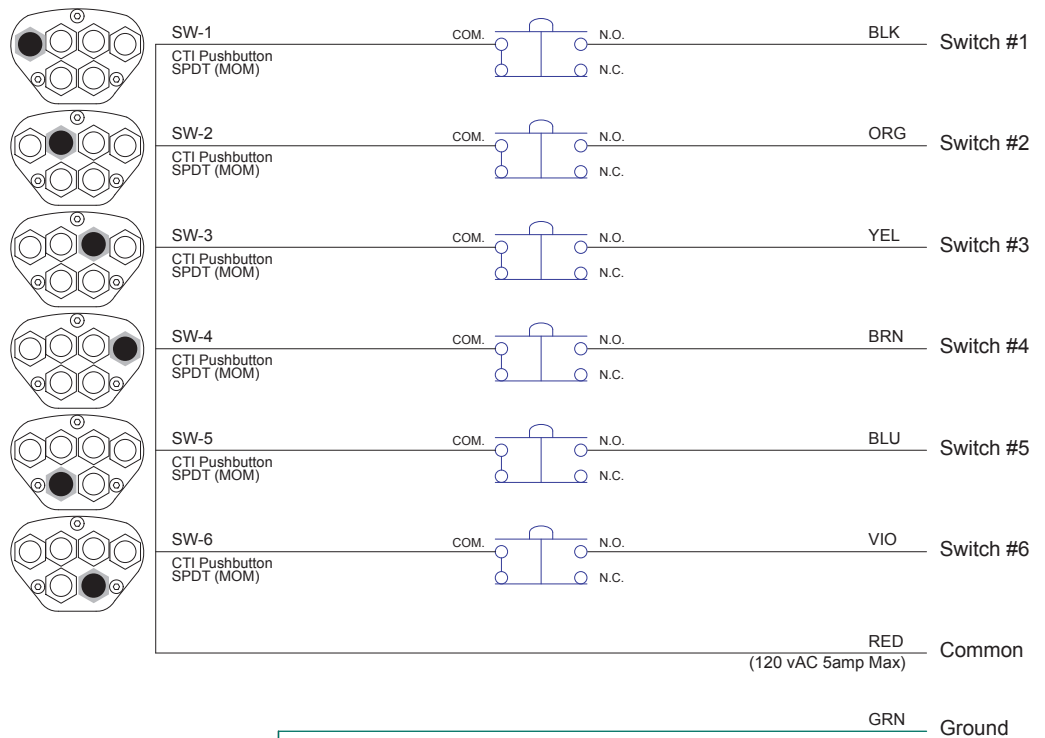 SW-1 COM. N.O. BLK Switch #1
CTI Pushbutton
SPDT (MOM) N.C.
SW-2 COM. N.O. ORG Switch #2
CTI Pushbutton
SPDT (MOM) N.C.
SW-3 COM. N.O. YEL Switch #3
CTI Pushbutton
SPDT (MOM) N.C.
SW-4 COM. N.O. BRN Switch #4
CTI Pushbutton
SPDT (MOM) N.C.
SW-5 COM. N.O. BLU Switch #5
CTI Pushbutton
SPDT (MOM) N.C.
SW-6 COM. N.O. VIO Switch #6
CTI Pushbutton
SPDT (MOM) N.C.
RED Common
(120 vAC 5amp Max)
GRN Ground